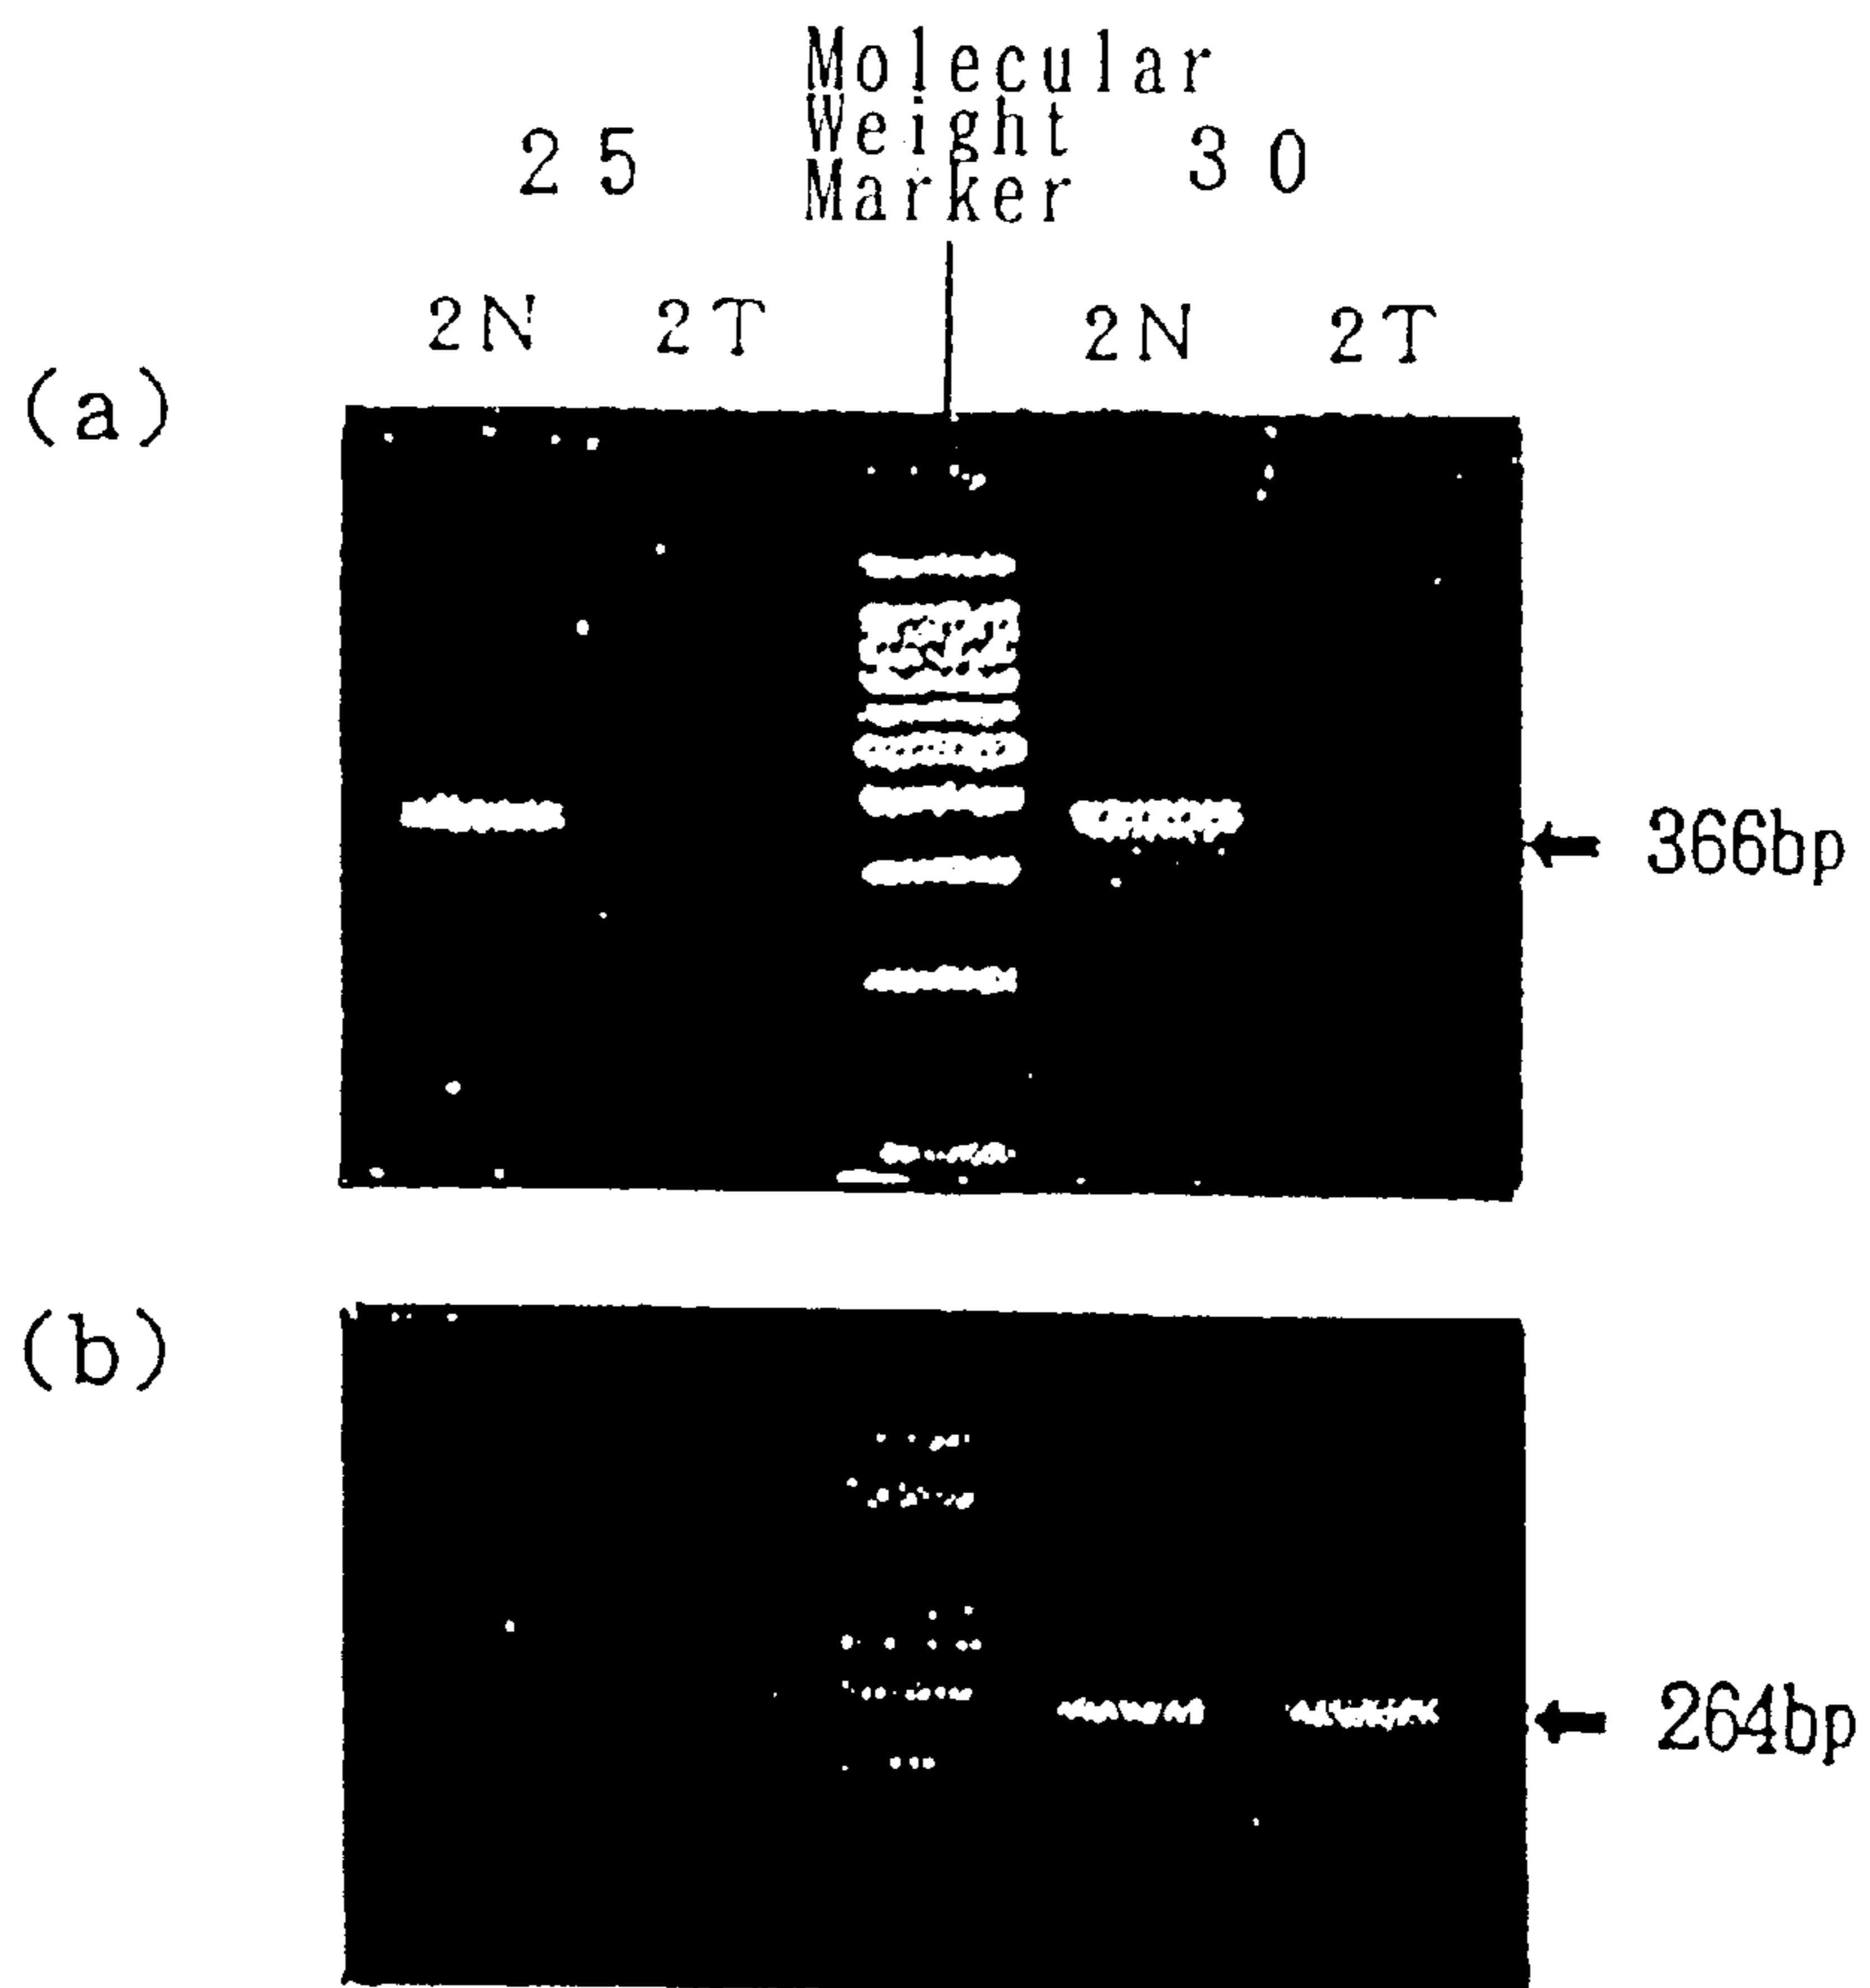 Molecular
Weight
Marker
25 30
2N 2T 2N 2T
(a)
366bp
(b)
264bp